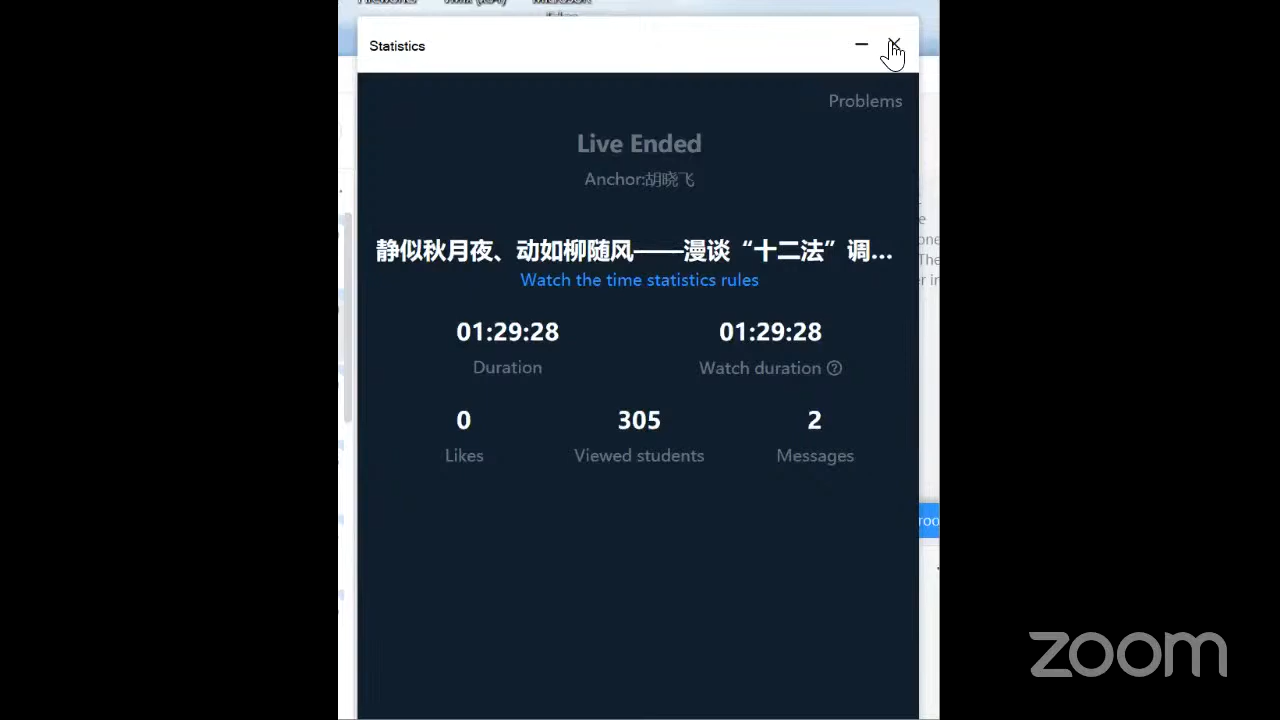 Statistics
Problems
Live Ended
Anchor:胡晓飞
静似秋月夜、动如柳随风——漫谈“十二法”调...
Watch the time statistics rules
01:29:28
01:29:28
Duration
Watch duration
0
305
2
Likes
Viewed students
Messages
zoom